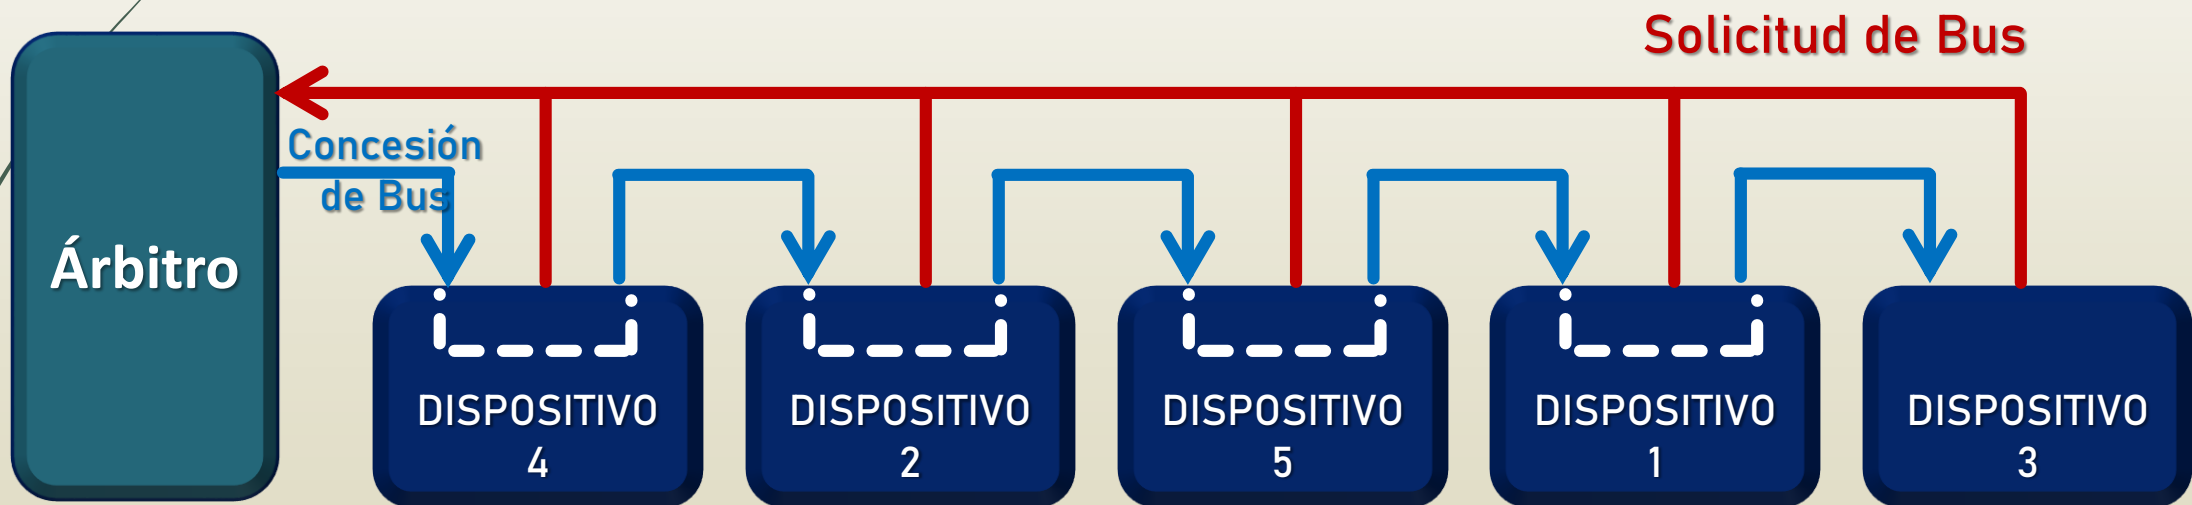 Solicitud de Bus
Concesión
de Bus
Árbitro
DISPOSITIVO
4
DISPOSITIVO
2
DISPOSITIVO
5
DISPOSITIVO
1
DISPOSITIVO
3